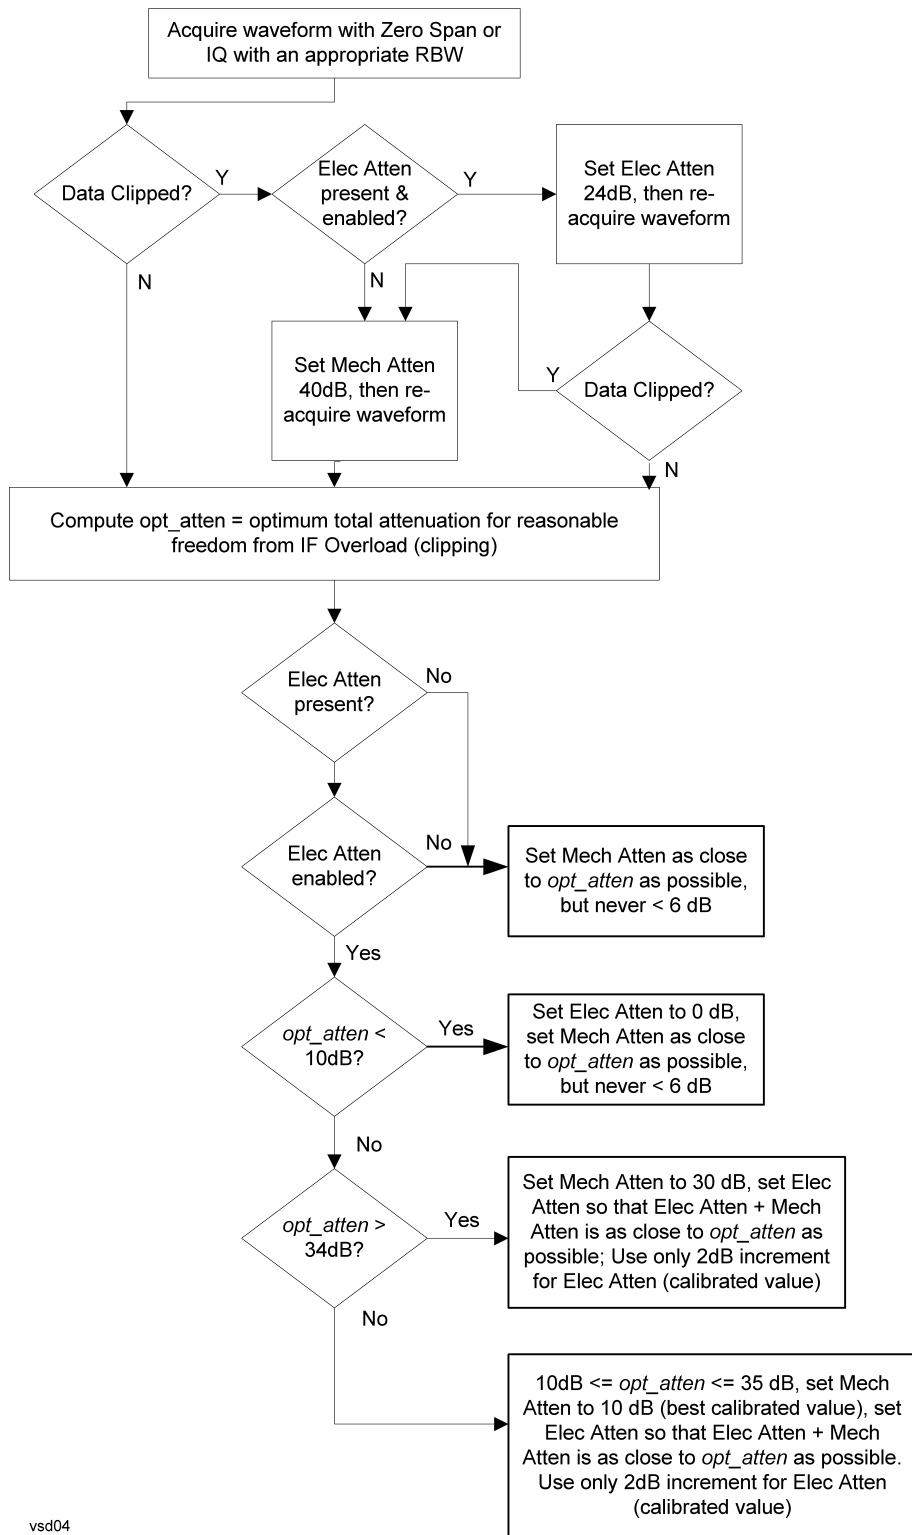 Acquire waveform with Zero Span or
IQ with an appropriate RBW
Data Clipped?
Y
Elec Atten
present &
enabled?
Y
Set Elec Atten
24dB, then re-
acquire waveform
N
N
Set Mech Atten
40dB, then re-
acquire waveform
Y
Data Clipped?
N
Compute opt_atten = optimum total attenuation for reasonable
freedom from IF Overload (clipping)
Elec Atten
present?
No
Elec Atten
enabled?
No
Set Mech Atten as close
to opt_atten as possible,
but never < 6 dB
Yes
opt_atten <
10dB?
Yes
Set Elec Atten to 0 dB,
set Mech Atten as close
to opt_atten as possible,
but never < 6 dB
No
opt_atten >
34dB?
Yes
Set Mech Atten to 30 dB, set Elec
Atten so that Elec Atten + Mech
Atten is as close to opt_atten as
possible; Use only 2dB increment
for Elec Atten (calibrated value)
No
10dB <= opt_atten <= 35 dB, set Mech
Atten to 10 dB (best calibrated value), set
Elec Atten so that Elec Atten + Mech
Atten is as close to opt_atten as possible.
Use only 2dB increment for Elec Atten
(calibrated value)
vsd04